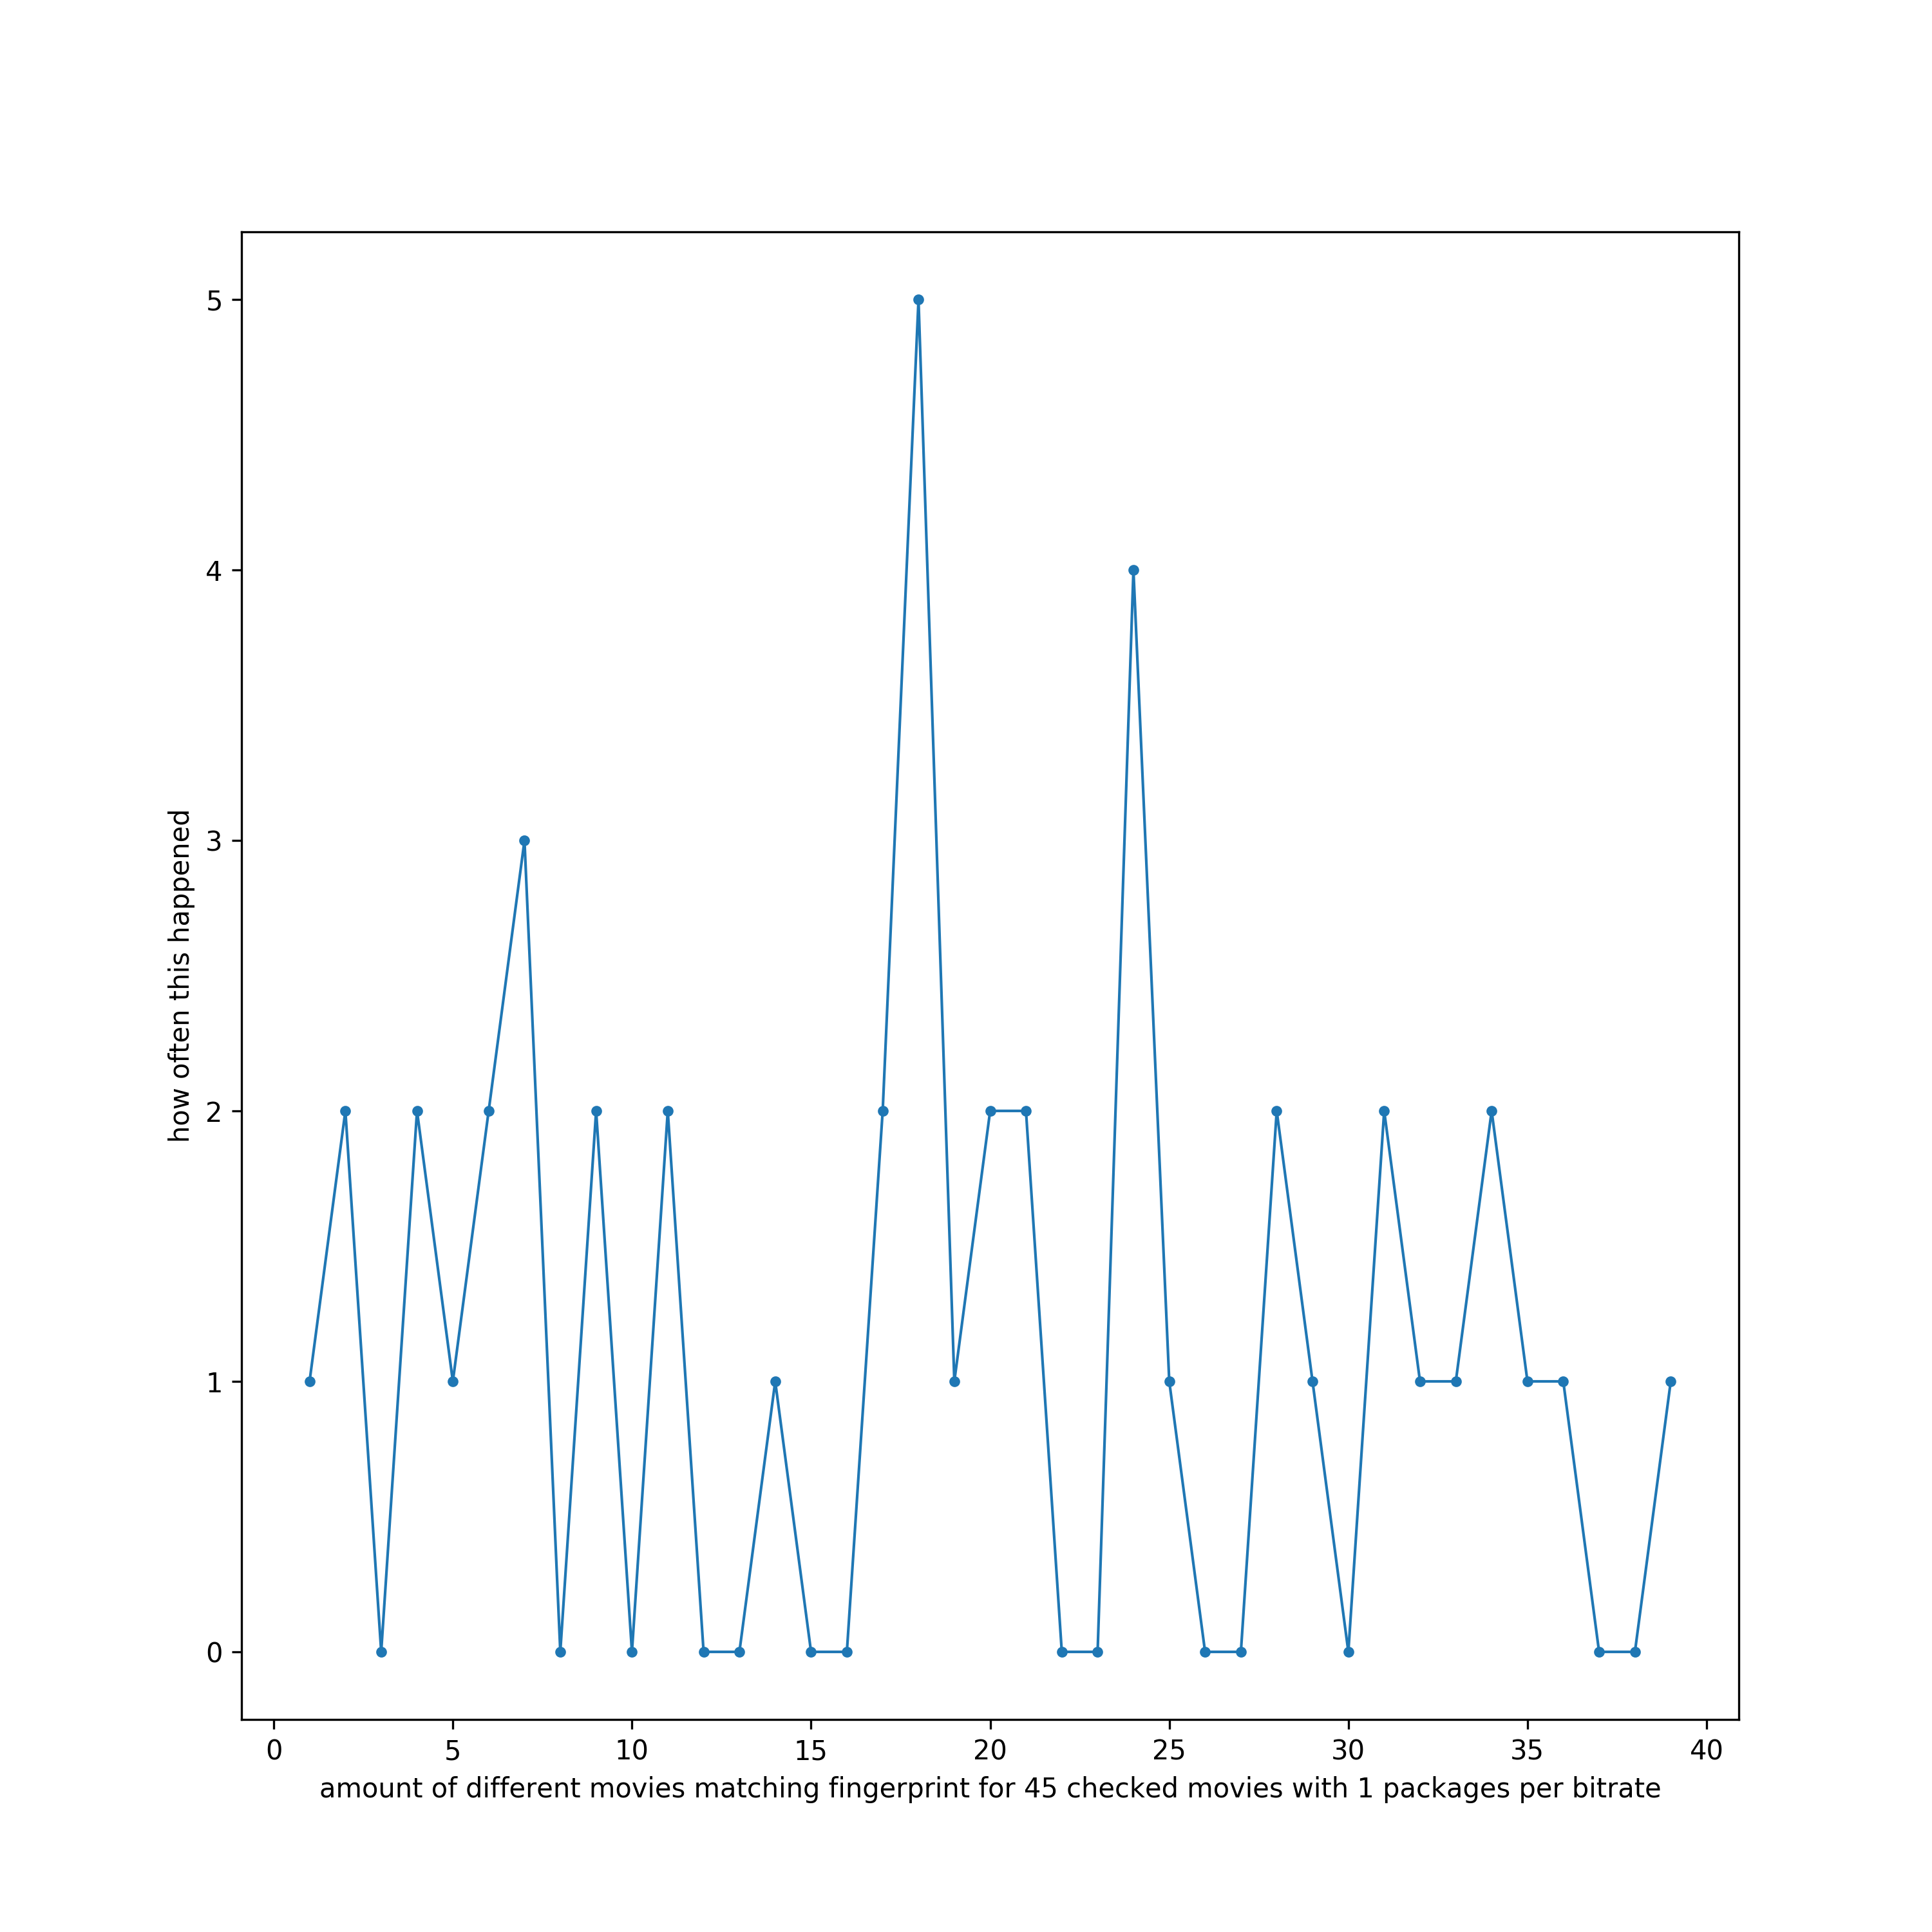 how often this happened
5
4
3
2
1
0
0 5 10 15 20 25 30 35 40
amount of different movies matching fingerprint for 45 checked movies with 1 packages per bitrate